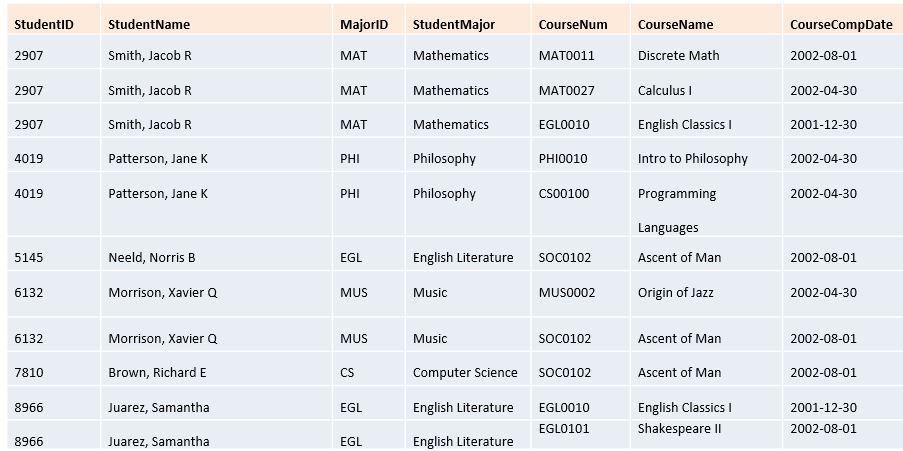 StudentID StudentName MajorID StudentMajor CourseNum CourseName CourseCompDate
2907 Smith, Jacob R MAT Mathematics MAT0011 Discrete Math 2002-08-01
2907 Smith, Jacob R MAT Mathematics MAT0027 Calculus I 2002-04-30
2907 Smith, Jacob R MAT Mathematics EGL0010 English Classics I 2001-12-30
4019 Patterson, Jane K PHI Philosophy PHI0010 Intro to Philosophy 2002-04-30
4019 Patterson, Jane K PHI Philosophy CS00100 Programming 2002-04-30
Languages
5145 Neeld, Norris B EGL English Literature SOC0102 Ascent of Man 2002-08-01
6132 Morrison, Xavier Q MUS Music MUS0002 Origin of Jazz 2002-04-30
6132 Morrison, Xavier Q MUS Music SOC0102 Ascent of Man 2002-08-01
7810 Brown, Richard E CS Computer Science SOC0102 Ascent of Man 2002-08-01
8966 Juarez, Samantha EGL English Literature EGL0010 English Classics I 2001-12-30
8966 Juarez, Samantha EGL English Literature EGL0101 Shakespeare II 2002-08-01